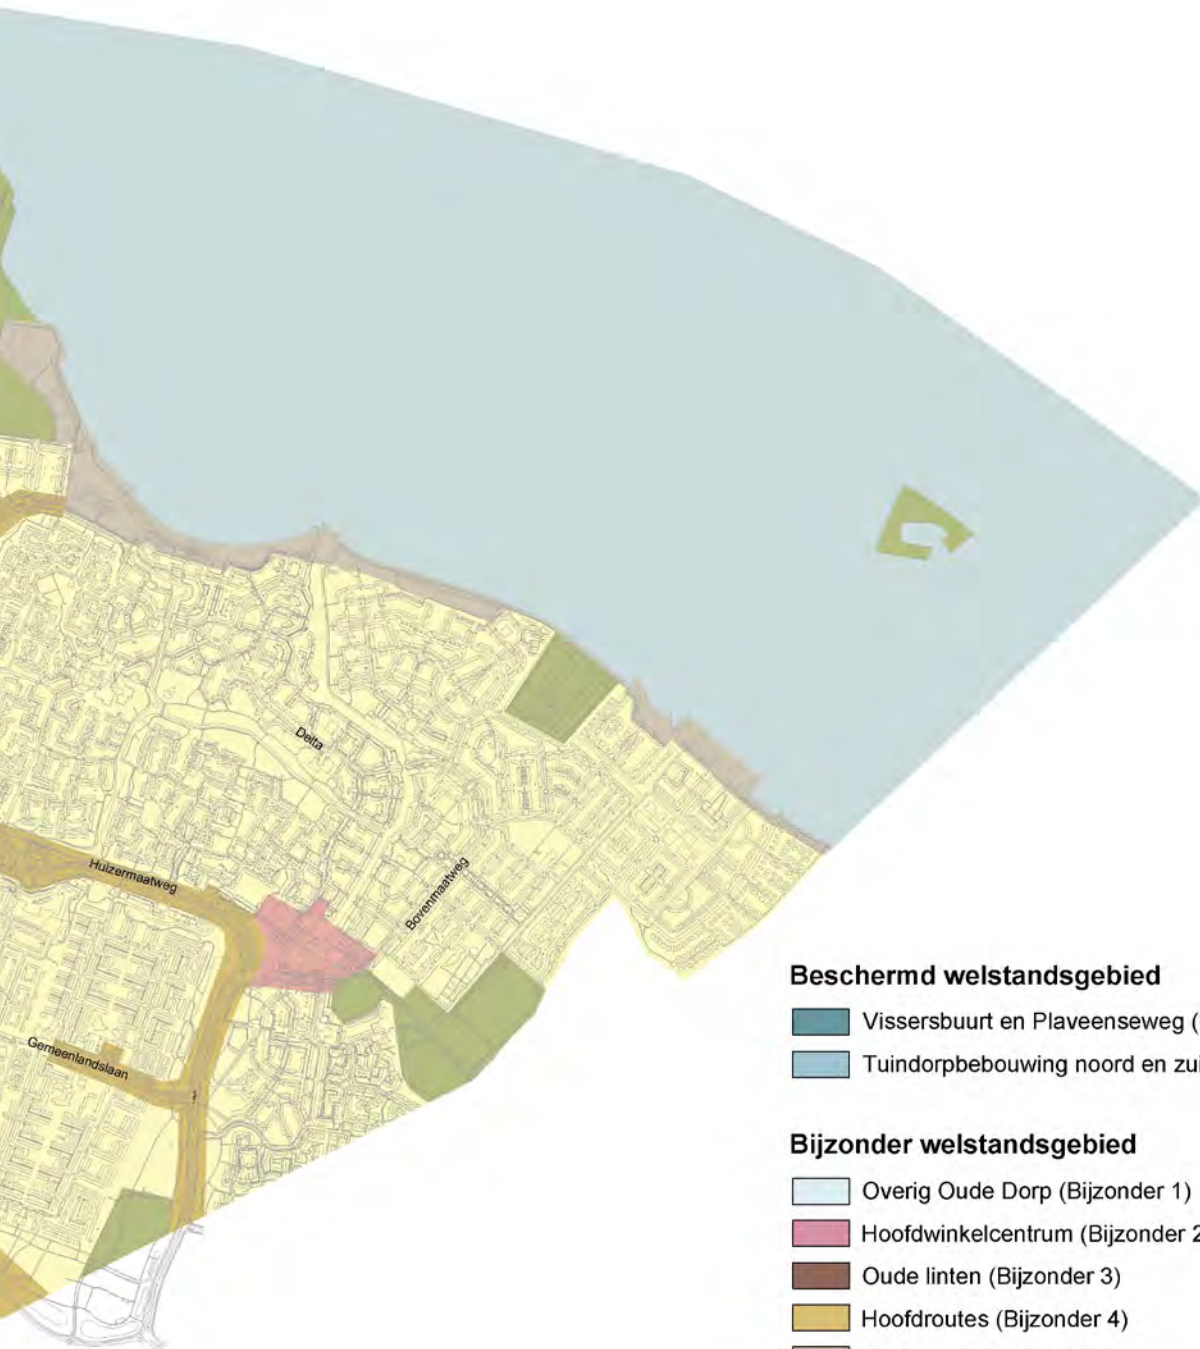 Delta
Huizermaatweg
Bovenmaatweg
Gemeenlandslaan
Beschermd welstandsgebied
Vissersbuurt en Plaveenseweg (
Tuindorpbebouwing noord en zui
Bijzonder welstandsgebied
Overig Oude Dorp (Bijzonder 1)
Hoofdwinkelcentrum (Bijzonder 2
Oude linten (Bijzonder 3)
Hoofdroutes (Bijzonder 4)